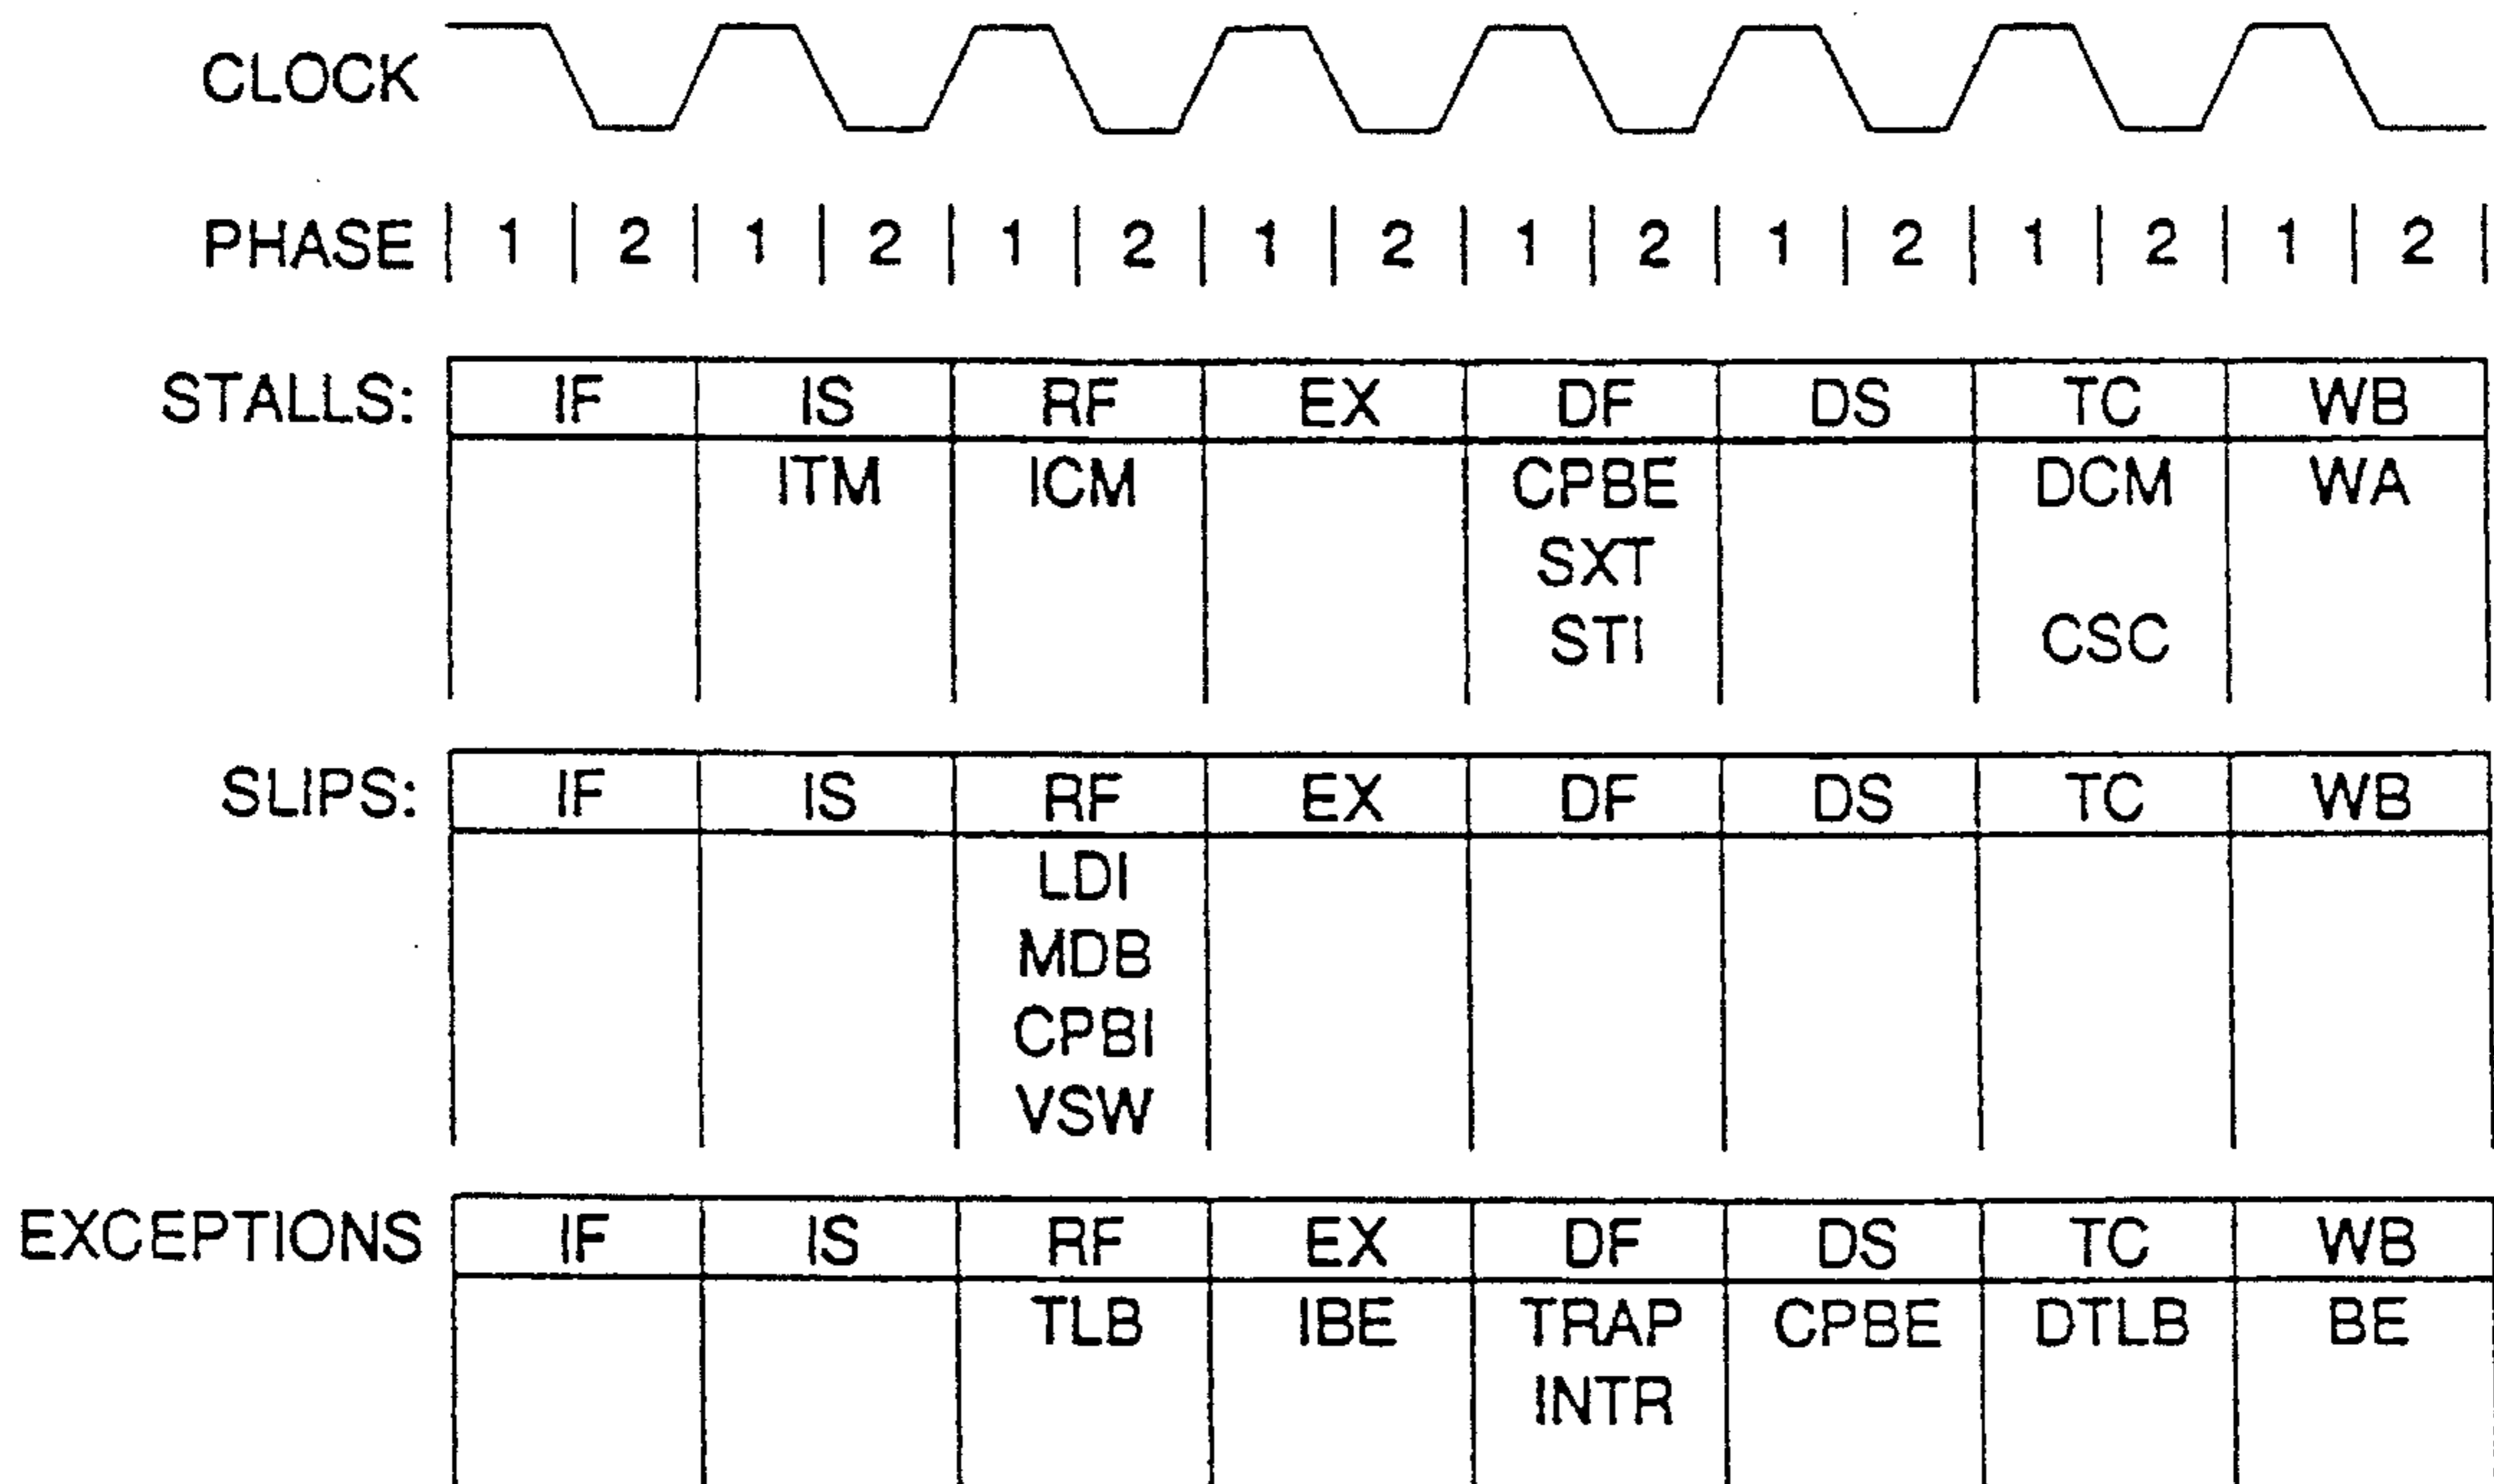 CLOCK
PHASE 1 2 1 2 1 2 1 2 1 2 1 2 1 2 1 2
STALLS: IF IS RF EX DF DS TC WB
ITM ICM CPBE DCM WA
SXT
STI CSC
SLIPS: IF IS RF EX DF DS TC WB
LDI
MDB
CPBI
VSW
EXCEPTIONS IF IS RF EX DF DS TC WB
TLB IBE TRAP CPBE DTLB BE
INTR